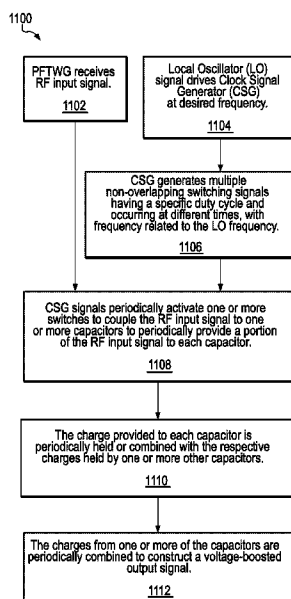 1100
PFTWG receives
RF input signal.
1102
Local Oscillator (LO)
signal drives Clock Signal
Generator (CSG)
at desired frequency.
1104
CSG generates multiple
non-overlapping switching signals
having a specific duty cycle and
occurring at different times, with
frequency related to the LO frequency.
1106
CSG signals periodically activate one or more
switches to couple the RF input signal to one
or more capacitors to periodically provide a portion
of the RF input signal to each capacitor.
1108
The charge provided to each capacitor is
periodically held or combined with the respective
charges held by one or more other capacitors.
1110
The charges from one or more of the capacitors are
periodically combined to construct a voltage-boosted
output signal.
1112